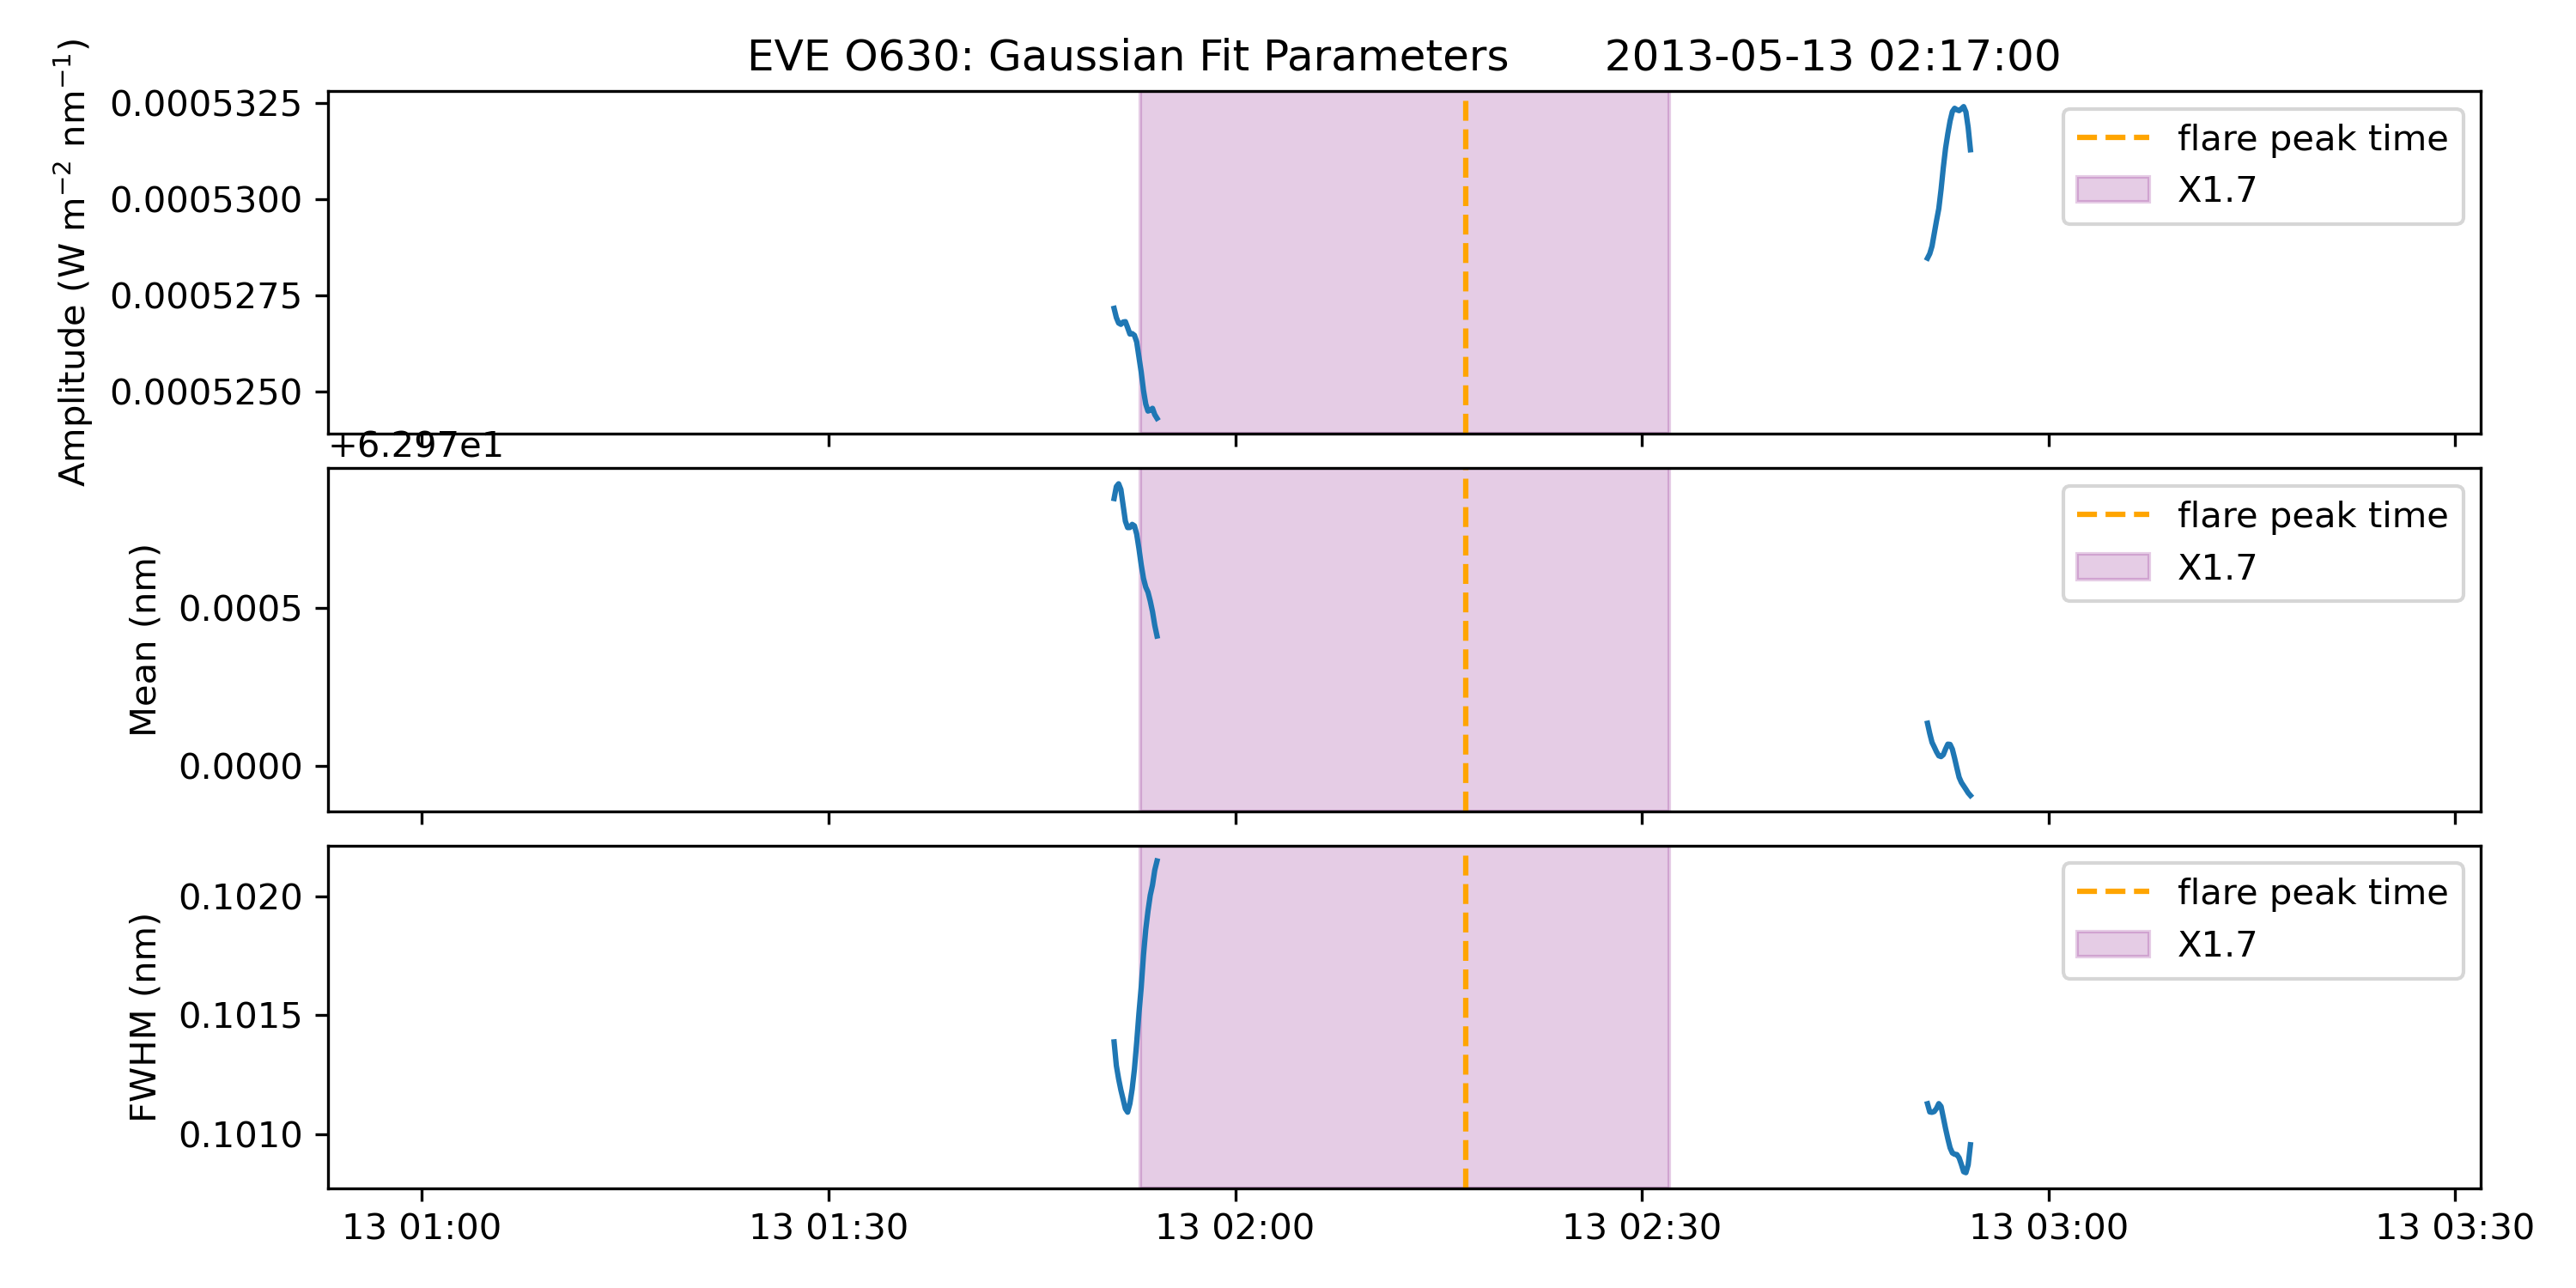 EVE O630: Gaussian Fit Parameters 2013-05-13 02:17:00
Amplitude (W m⁻² nm⁻¹)
0.0005325
0.0005300
0.0005275
0.0005250
flare peak time
X1.7
+6.297e1
Mean (nm)
0.0005
0.0000
flare peak time
X1.7
FWHM (nm)
0.1020
0.1015
0.1010
flare peak time
X1.7
13 01:00 13 01:30 13 02:00 13 02:30 13 03:00 13 03:30